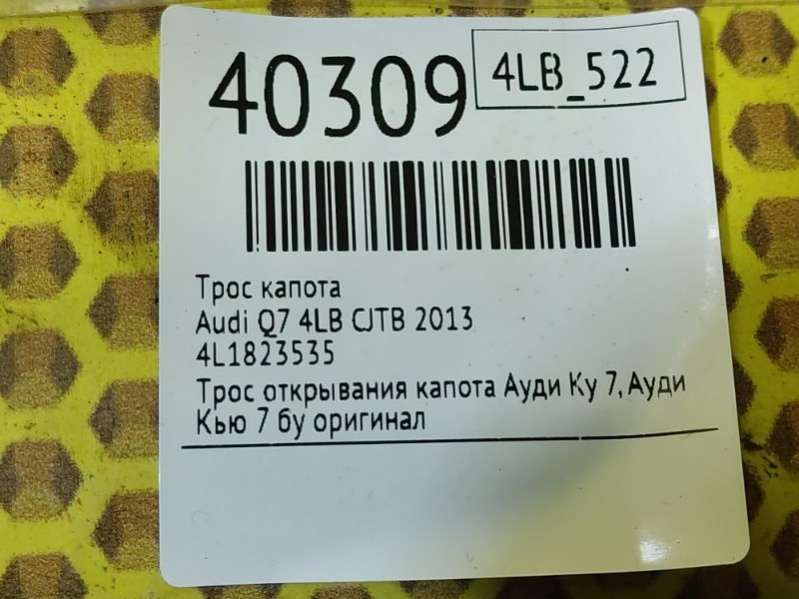 40309
4LB_522
Трос капота
Audi Q7 4LB CJTB 2013
4L1823535
Трос открывания капота Ауди Ку 7, Ауди
Кью 7 бу оригинал